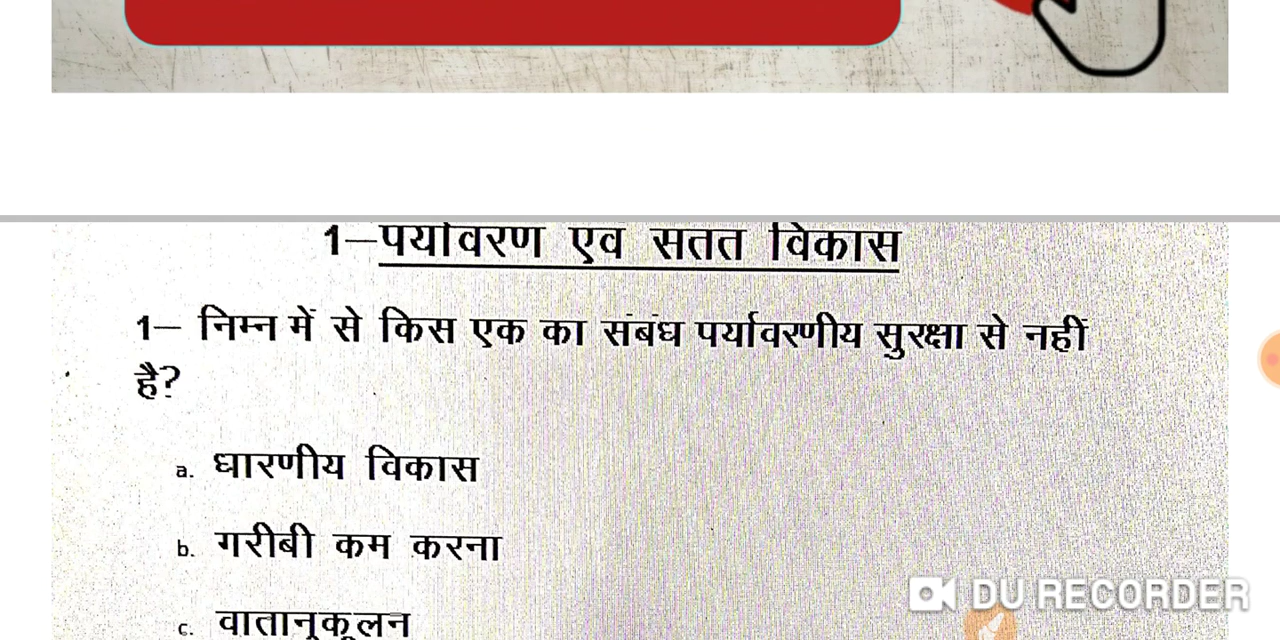 1–पर्यावरण एवं सतत विकास
1– निम्न में से किस एक का संबंध पर्यावरणीय सुरक्षा से नहीं
है?
a. धारणीय विकास
b. गरीबी कम करना
c. वातानुकूलन
DU RECORDER